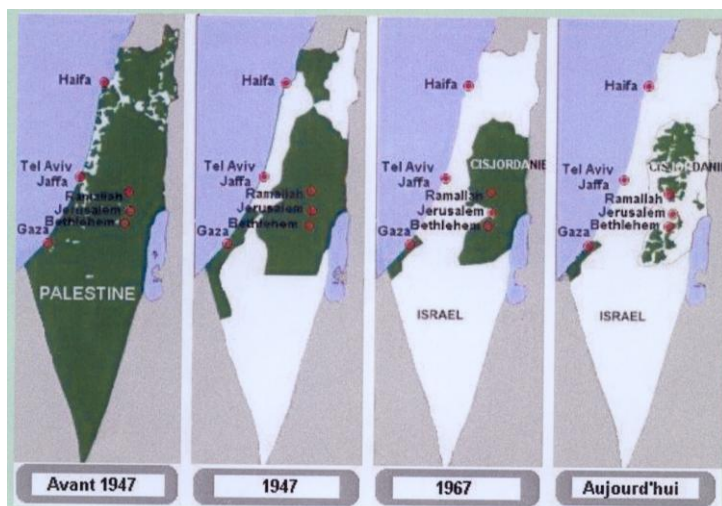 Haifa
Tel Aviv
Jaffa
Ramallah
Jerusalem
Bethlehem
Gaza
PALESTINE
Avant 1947
Haifa
Tel Aviv
Jaffa
Ramallah
Jerusalem
Bethlehem
Gaza
1947
Haifa
CISJORDANIE
Tel Aviv
Jaffa
Ramallah
Jerusalem
Bethlehem
Gaza
ISRAEL
1967
Haifa
CISJORDANIE
Tel Aviv
Jaffa
Ramallah
Jerusalem
Bethlehem
Gaza
ISRAEL
Aujourd'hui